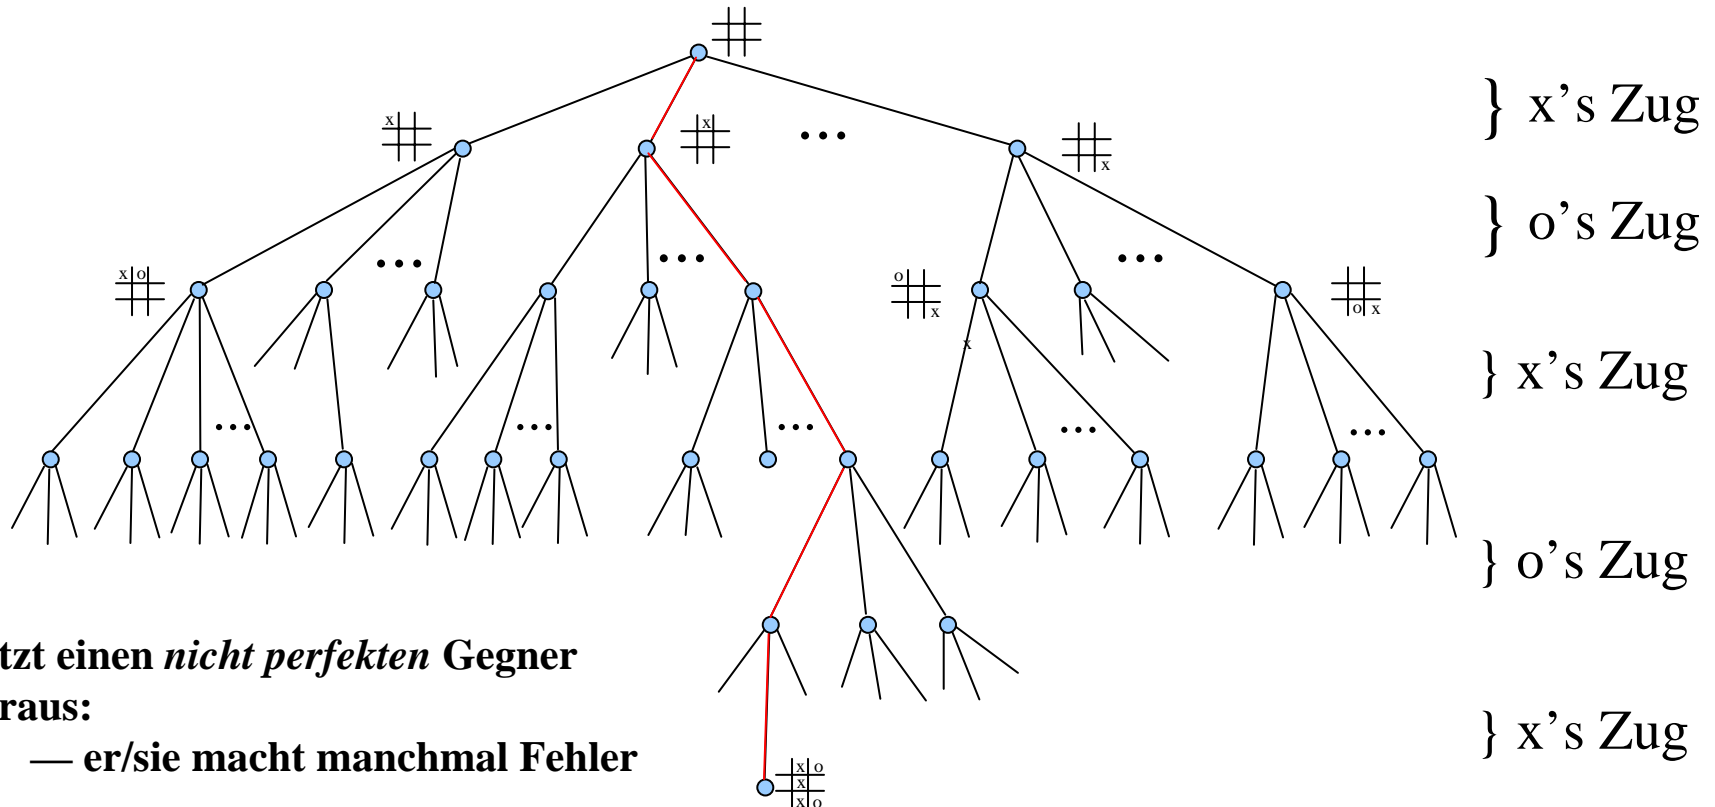 } x’s Zug
x
x
...
x
} o’s Zug
x o
...
...
o
x
...
o x
x
} x’s Zug
...
...
...
...
...
} o’s Zug
tzt einen nicht perfekten Gegner
raus:
— er/sie macht manchmal Fehler
} x’s Zug
x o
x
x o